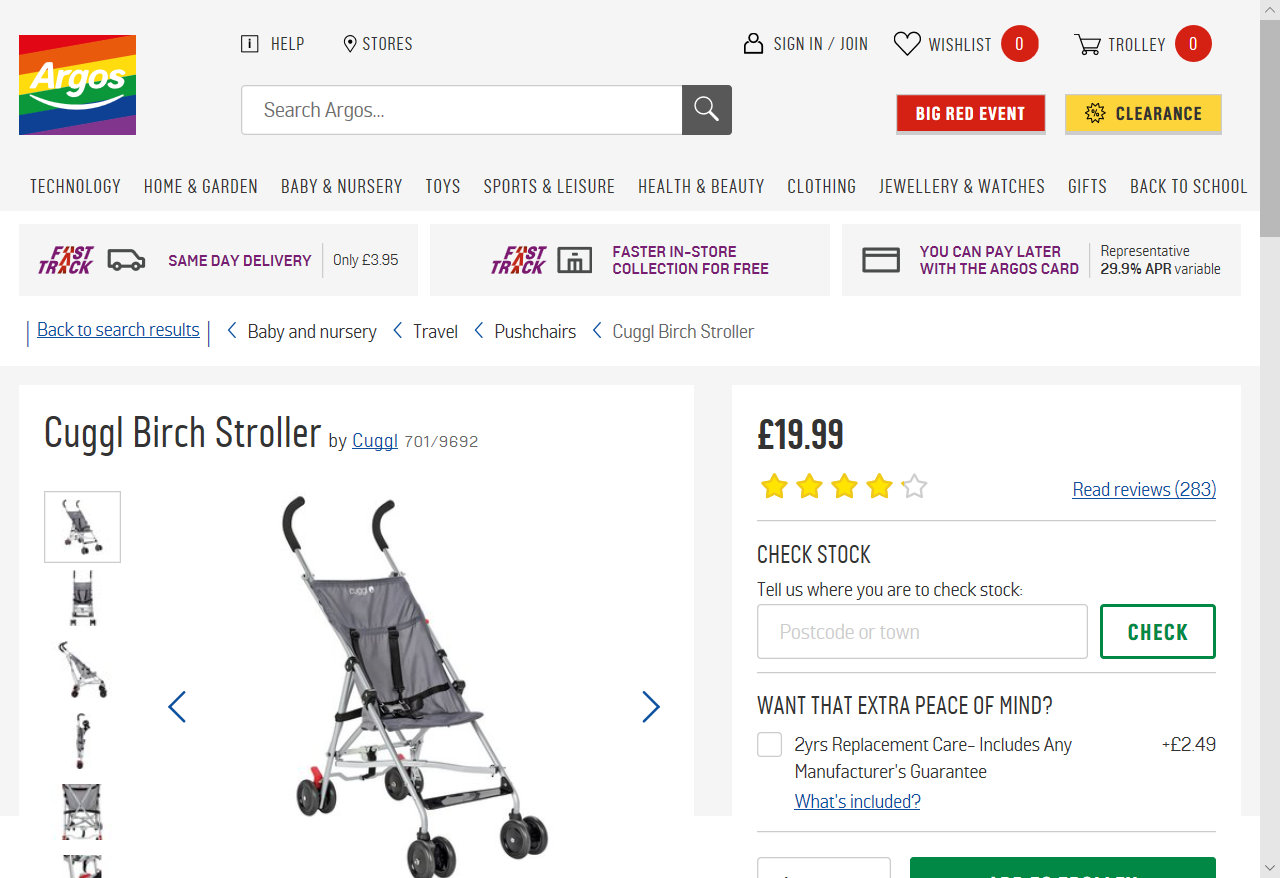 Argos
HELP
STORES
SIGN IN / JOIN
WISHLIST
0
TROLLEY
0
Search Argos...
BIG RED EVENT
% CLEARANCE
TECHNOLOGY
HOME & GARDEN
BABY & NURSERY
TOYS
SPORTS & LEISURE
HEALTH & BEAUTY
CLOTHING
JEWELLERY & WATCHES
GIFTS
BACK TO SCHOOL
FAST
TRACK
SAME DAY DELIVERY
Only £3.95
FAST
TRACK
FASTER IN-STORE
COLLECTION FOR FREE
YOU CAN PAY LATER
WITH THE ARGOS CARD
Representative
29.9% APR variable
Back to search results
Baby and nursery
Travel
Pushchairs
Cuggl Birch Stroller
Cuggl Birch Stroller by Cuggl 701/9692
cuggl
£19.99
Read reviews (283)
CHECK STOCK
Tell us where you are to check stock:
Postcode or town
CHECK
WANT THAT EXTRA PEACE OF MIND?
2yrs Replacement Care- Includes Any
Manufacturer's Guarantee
+£2.49
What's included?